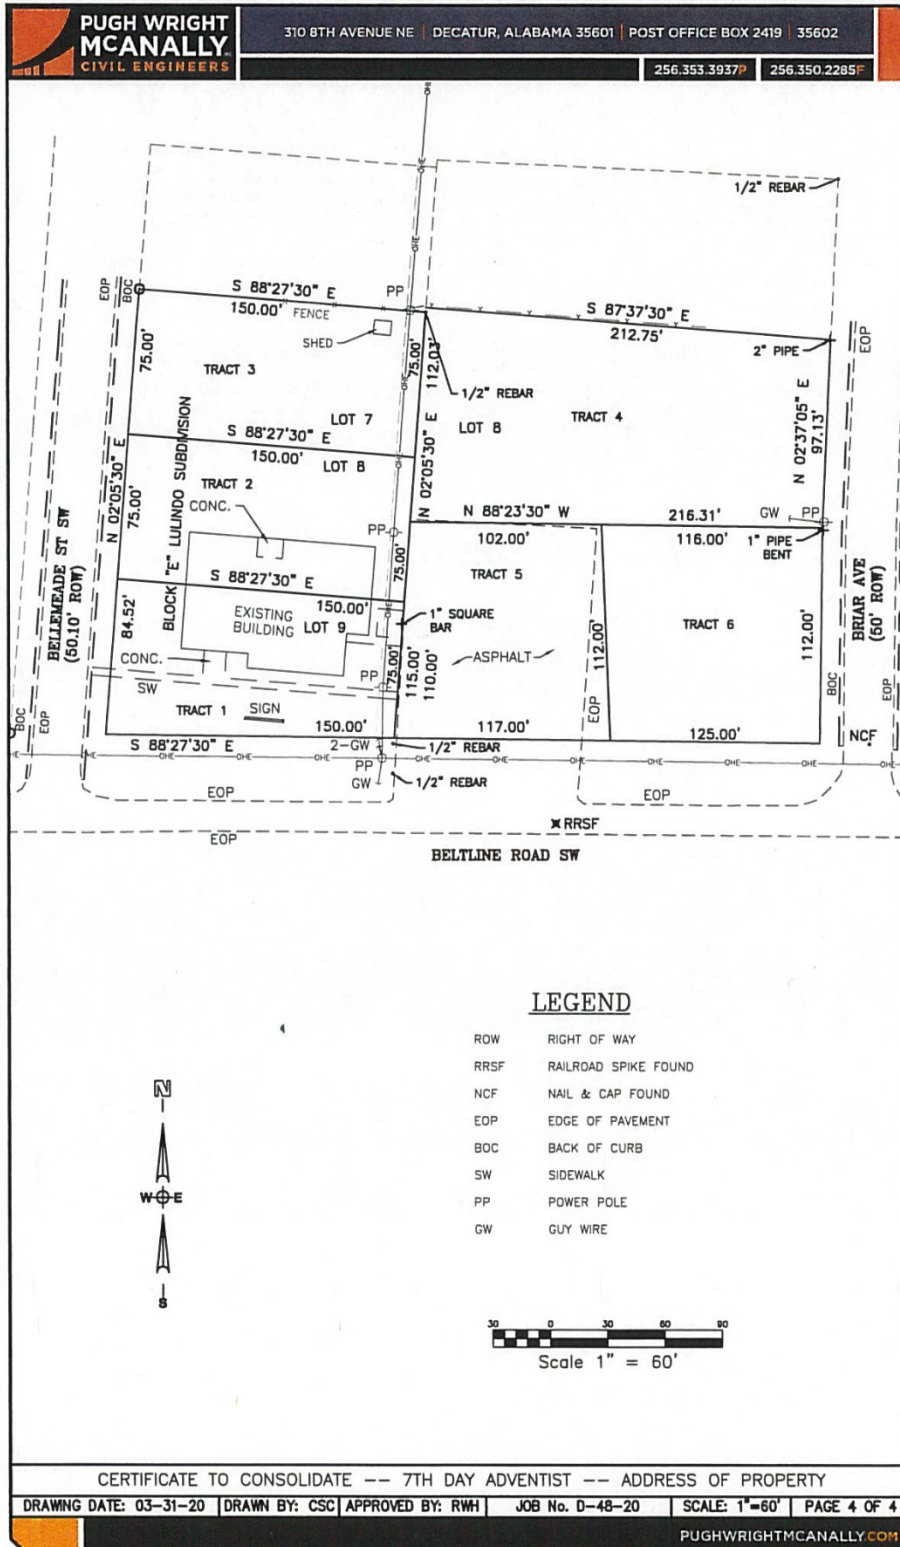 PUGH WRIGHT
MCANALLY
CIVIL ENGINEERS
310 8TH AVENUE NE | DECATUR, ALABAMA 35601 | POST OFFICE BOX 2419 | 35602
256.353.3937P
256.350.2285F
OHE
1/2" REBAR
OHE
OHE
EOP
BOC
S 88°27'30" E
150.00'
FENCE
SHED
PP
S 87°37'30" E
212.75'
2" PIPE
EOP
75.00'
TRACT 3
75.00'
112.03'
1/2" REBAR
LOT 7
TRACT 4
LOT 8
N 02°37'05" E
97.13'
S 88°27'30" E
150.00'
LOT 8
N 02°05'30" E
75.00'
BLOCK "E" LULINDO SUBDIVISION
TRACT 2
CONC.
N 02°05'30" E
N 88°23'30" W
216.31'
GW
PP
PP
102.00'
116.00'
1" PIPE
BENT
BELLEMEADE ST SW
(50.10' ROW)
S 88°27'30" E
150.00'
75.00'
TRACT 5
BRIAR AVE
(50' ROW)
84.52'
EXISTING
BUILDING
LOT 9
1" SQUARE
BAR
TRACT 6
CONC.
SW
PP
75.00'
115.00'
110.00'
ASPHALT
112.00'
112.00'
BOC
EOP
BOC
EOP
TRACT 1
SIGN
150.00'
117.00'
EOP
125.00'
NCF
S 88°27'30" E
2-GW
1/2" REBAR
OHE OHE OHE PP OHE OHE OHE OHE OHE OHE
GW
1/2" REBAR
EOP
EOP
RRSF
EOP
BELTLINE ROAD SW
LEGEND
ROW RIGHT OF WAY
RRSF RAILROAD SPIKE FOUND
NCF NAIL & CAP FOUND
EOP EDGE OF PAVEMENT
BOC BACK OF CURB
SW SIDEWALK
PP POWER POLE
GW GUY WIRE
N
W E
S
30 0 30 60 90
Scale 1" = 60'
CERTIFICATE TO CONSOLIDATE -- 7TH DAY ADVENTIST -- ADDRESS OF PROPERTY
DRAWING DATE: 03-31-20 DRAWN BY: CSC APPROVED BY: RWH JOB No. D-48-20 SCALE: 1"=60' PAGE 4 OF 4
PUGHWRIGHTMCANALLY.COM